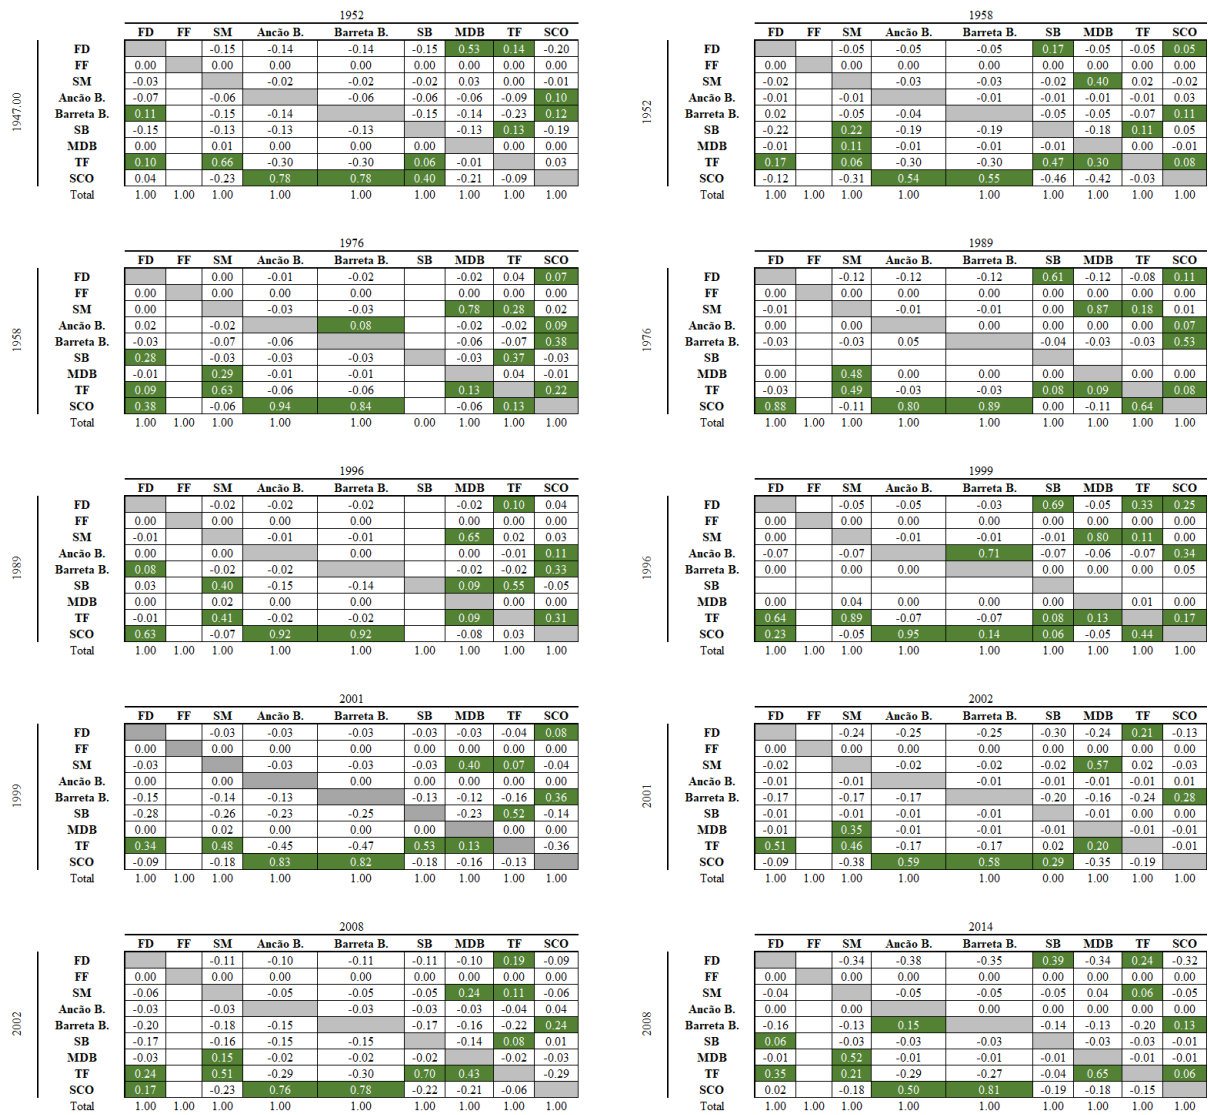 1952
FD FF SM Ancão B. Barreta B. SB MDB TF SCO
1947.00
FD -0.15 -0.14 -0.14 -0.15 0.53 0.14 -0.20
FF 0.00 0.00 0.00 0.00 0.00 0.00 0.00 0.00
SM -0.03 -0.02 -0.02 -0.02 0.03 0.00 -0.01
Ancão B. -0.07 -0.06 -0.06 -0.06 -0.06 -0.09 0.10
Barreta B. 0.11 -0.15 -0.14 -0.15 -0.14 -0.23 0.12
SB -0.15 -0.13 -0.13 -0.13 -0.13 0.13 -0.19
MDB 0.00 0.01 0.00 0.00 0.00 0.00 0.00
TF 0.10 0.66 -0.30 -0.30 0.06 -0.01 0.03
SCO 0.04 -0.23 0.78 0.78 0.40 -0.21 -0.09
Total 1.00 1.00 1.00 1.00 1.00 1.00 1.00 1.00 1.00
1958
FD FF SM Ancão B. Barreta B. SB MDB TF SCO
1952
FD -0.05 -0.05 -0.05 0.17 -0.05 -0.05 0.05
FF 0.00 0.00 0.00 0.00 0.00 0.00 0.00 0.00
SM -0.02 -0.03 -0.03 -0.02 0.40 0.02 -0.02
Ancão B. -0.01 -0.01 -0.01 -0.01 -0.01 -0.01 0.03
Barreta B. 0.02 -0.05 -0.04 -0.05 -0.05 -0.07 0.11
SB -0.22 0.22 -0.19 -0.19 -0.18 0.11 0.05
MDB -0.01 0.11 -0.01 -0.01 -0.01 0.00 -0.01
TF 0.17 0.06 -0.30 -0.30 0.47 0.30 0.08
SCO -0.12 -0.31 0.54 0.55 -0.46 -0.42 -0.03
Total 1.00 1.00 1.00 1.00 1.00 1.00 1.00 1.00 1.00
1976
FD FF SM Ancão B. Barreta B. SB MDB TF SCO
1958
FD 0.00 -0.01 -0.02 -0.02 0.04 0.07
FF 0.00 0.00 0.00 0.00 0.00 0.00 0.00
SM 0.00 -0.03 -0.03 0.78 0.28 0.02
Ancão B. 0.02 -0.02 0.08 -0.02 -0.02 0.09
Barreta B. -0.03 -0.07 -0.06 -0.06 -0.07 0.38
SB 0.28 -0.03 -0.03 -0.03 -0.03 0.37 -0.03
MDB -0.01 0.29 -0.01 -0.01 0.04 -0.01
TF 0.09 0.63 -0.06 -0.06 0.13 0.22
SCO 0.38 -0.06 0.94 0.84 -0.06 0.13
Total 1.00 1.00 1.00 1.00 1.00 0.00 1.00 1.00 1.00
1989
FD FF SM Ancão B. Barreta B. SB MDB TF SCO
1976
FD -0.12 -0.12 -0.12 0.61 -0.12 -0.08 0.11
FF 0.00 0.00 0.00 0.00 0.00 0.00 0.00 0.00
SM -0.01 -0.01 -0.01 0.00 0.87 0.18 0.01
Ancão B. 0.00 0.00 0.00 0.00 0.00 0.00 0.07
Barreta B. -0.03 -0.03 0.05 -0.04 -0.03 -0.03 0.53
SB
MDB 0.00 0.48 0.00 0.00 0.00 0.00 0.00
TF -0.03 0.49 -0.03 -0.03 0.08 0.09 0.08
SCO 0.88 -0.11 0.80 0.89 0.00 -0.11 0.64
Total 1.00 1.00 1.00 1.00 1.00 1.00 1.00 1.00 1.00
1996
FD FF SM Ancão B. Barreta B. SB MDB TF SCO
1989
FD -0.02 -0.02 -0.02 -0.02 0.10 0.04
FF 0.00 0.00 0.00 0.00 0.00 0.00 0.00
SM -0.01 -0.01 -0.01 0.65 0.02 0.03
Ancão B. 0.00 0.00 0.00 0.00 -0.01 0.11
Barreta B. 0.08 -0.02 -0.02 -0.02 -0.02 0.33
SB 0.03 0.40 -0.15 -0.14 0.09 0.55 -0.05
MDB 0.00 0.02 0.00 0.00 0.00 0.00
TF -0.01 0.41 -0.02 -0.02 0.09 0.31
SCO 0.63 -0.07 0.92 0.92 -0.08 0.03
Total 1.00 1.00 1.00 1.00 1.00 1.00 1.00 1.00 1.00
1999
FD FF SM Ancão B. Barreta B. SB MDB TF SCO
1996
FD -0.05 -0.05 -0.03 0.69 -0.05 0.33 0.25
FF 0.00 0.00 0.00 0.00 0.00 0.00 0.00 0.00
SM 0.00 -0.01 -0.01 -0.01 0.80 0.11 0.00
Ancão B. -0.07 -0.07 0.71 -0.07 -0.06 -0.07 0.34
Barreta B. 0.00 0.00 0.00 0.00 0.00 0.00 0.05
SB
MDB 0.00 0.04 0.00 0.00 0.00 0.01 0.00
TF 0.64 0.89 -0.07 -0.07 0.08 0.13 0.17
SCO 0.23 -0.05 0.95 0.14 0.06 -0.05 0.44
Total 1.00 1.00 1.00 1.00 1.00 1.00 1.00 1.00 1.00
2001
FD FF SM Ancão B. Barreta B. SB MDB TF SCO
1999
FD -0.03 -0.03 -0.03 -0.03 -0.03 -0.04 0.08
FF 0.00 0.00 0.00 0.00 0.00 0.00 0.00 0.00
SM -0.03 -0.03 -0.03 -0.03 0.40 0.07 -0.04
Ancão B. 0.00 0.00 0.00 0.00 0.00 0.00 0.00
Barreta B. -0.15 -0.14 -0.13 -0.13 -0.12 -0.16 0.36
SB -0.28 -0.26 -0.23 -0.25 -0.23 0.52 -0.14
MDB 0.00 0.02 0.00 0.00 0.00 0.00 0.00
TF 0.34 0.48 -0.45 -0.47 0.53 0.13 -0.36
SCO -0.09 -0.18 0.83 0.82 -0.18 -0.16 -0.13
Total 1.00 1.00 1.00 1.00 1.00 1.00 1.00 1.00 1.00
2002
FD FF SM Ancão B. Barreta B. SB MDB TF SCO
2001
FD -0.24 -0.25 -0.25 -0.30 -0.24 0.21 -0.13
FF 0.00 0.00 0.00 0.00 0.00 0.00 0.00 0.00
SM -0.02 -0.02 -0.02 -0.02 0.57 0.02 -0.03
Ancão B. -0.01 -0.01 -0.01 -0.01 -0.01 -0.01 0.01
Barreta B. -0.17 -0.17 -0.17 -0.20 -0.16 -0.24 0.28
SB -0.01 -0.01 -0.01 -0.01 -0.01 0.00 0.00
MDB -0.01 0.35 -0.01 -0.01 -0.01 -0.01 -0.01
TF 0.51 0.46 -0.17 -0.17 0.02 0.20 -0.01
SCO -0.09 -0.38 0.59 0.58 0.29 -0.35 -0.19
Total 1.00 1.00 1.00 1.00 1.00 0.00 1.00 1.00 1.00
2008
FD FF SM Ancão B. Barreta B. SB MDB TF SCO
2002
FD -0.11 -0.10 -0.11 -0.11 -0.10 0.19 -0.09
FF 0.00 0.00 0.00 0.00 0.00 0.00 0.00 0.00
SM -0.06 -0.05 -0.05 -0.05 0.24 0.11 -0.06
Ancão B. -0.03 -0.03 -0.03 -0.03 -0.03 -0.04 0.04
Barreta B. -0.20 -0.18 -0.15 -0.17 -0.16 -0.22 0.24
SB -0.17 -0.16 -0.15 -0.15 -0.14 0.08 0.01
MDB -0.03 0.15 -0.02 -0.02 -0.02 -0.02 -0.03
TF 0.24 0.51 -0.29 -0.30 0.70 0.43 -0.29
SCO 0.17 -0.23 0.76 0.78 -0.22 -0.21 -0.06
Total 1.00 1.00 1.00 1.00 1.00 1.00 1.00 1.00 1.00
2014
FD FF SM Ancão B. Barreta B. SB MDB TF SCO
2008
FD -0.34 -0.38 -0.35 0.39 -0.34 0.24 -0.32
FF 0.00 0.00 0.00 0.00 0.00 0.00 0.00 0.00
SM -0.04 -0.05 -0.05 -0.05 0.04 0.06 -0.05
Ancão B. 0.00 0.00 0.00 0.00 0.00 0.00 0.00
Barreta B. -0.16 -0.13 0.15 -0.14 -0.13 -0.20 0.13
SB 0.06 -0.03 -0.03 -0.03 -0.03 -0.03 -0.01
MDB -0.01 0.52 -0.01 -0.01 -0.01 -0.01 -0.01
TF 0.35 0.21 -0.29 -0.27 -0.04 0.65 0.06
SCO 0.02 -0.18 0.50 0.81 -0.19 -0.18 -0.15
Total 1.00 1.00 1.00 1.00 1.00 1.00 1.00 1.00 1.00